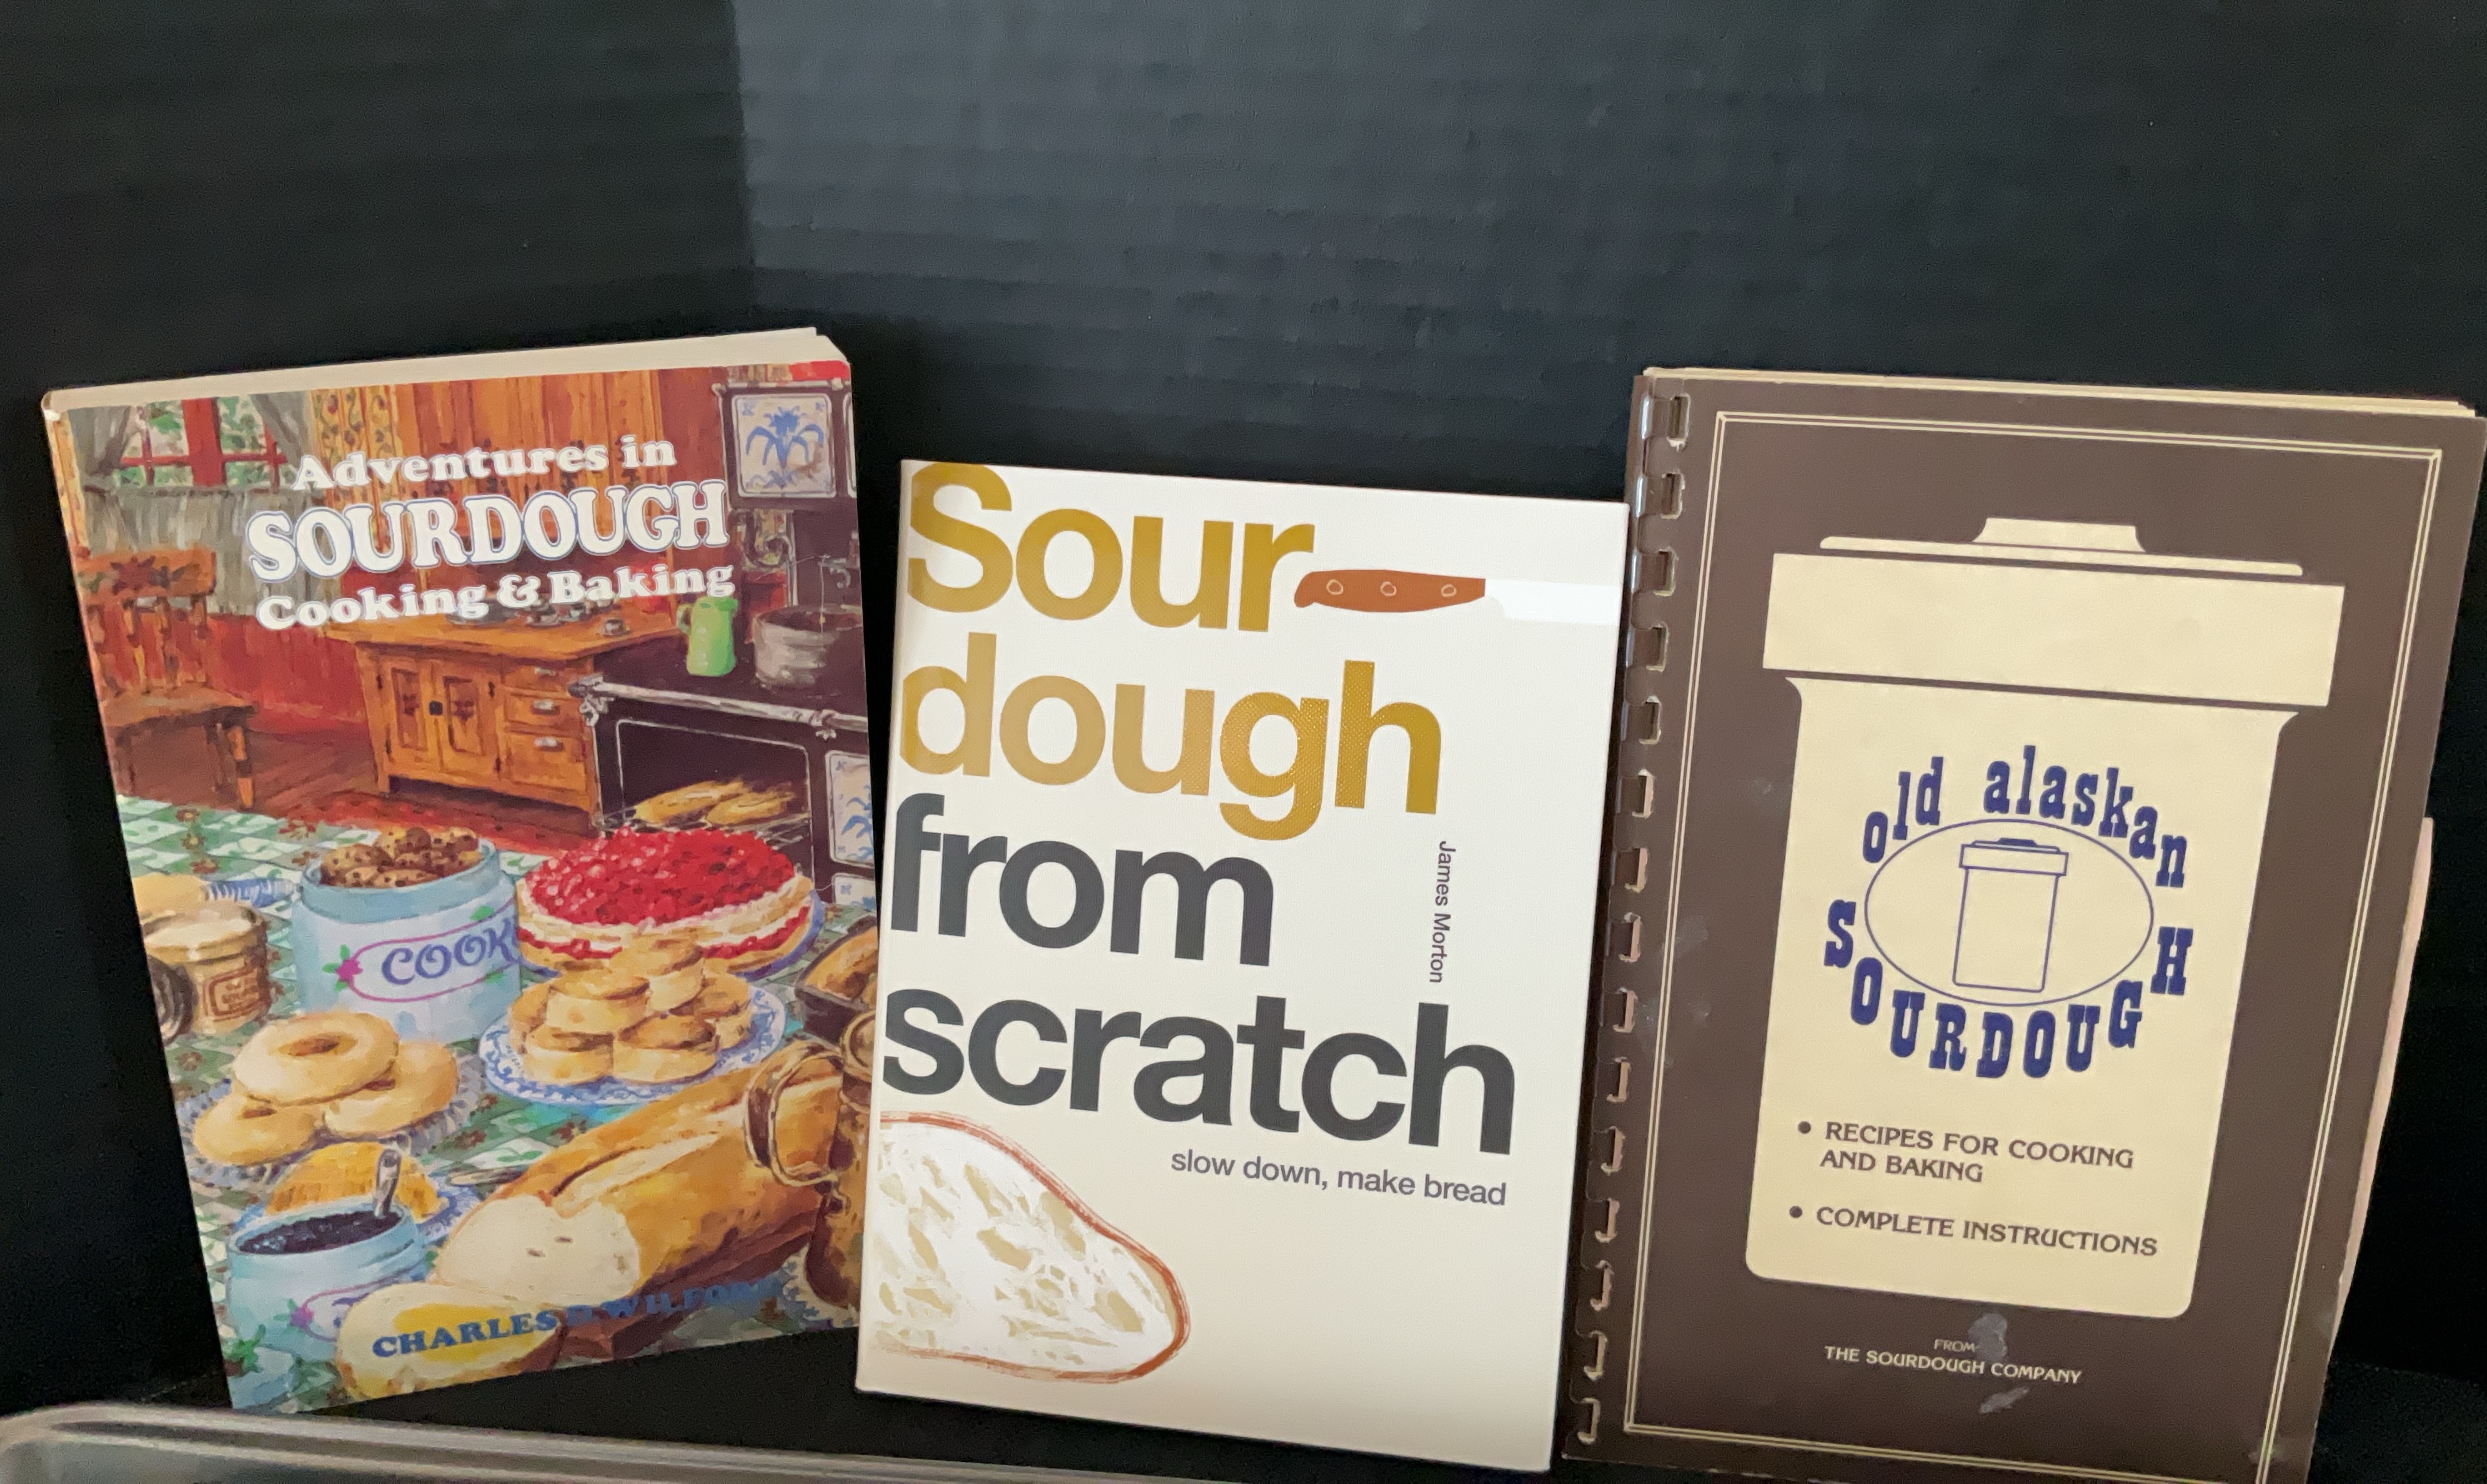 Adventures in
SOURDOUGH
Cooking & Baking
COOK
CHARLES D. WILFORD
Sour
dough
from
scratch
James Morton
slow down, make bread
old alaskan
SOURDOUGH
• RECIPES FOR COOKING
AND BAKING
• COMPLETE INSTRUCTIONS
FROM
THE SOURDOUGH COMPANY